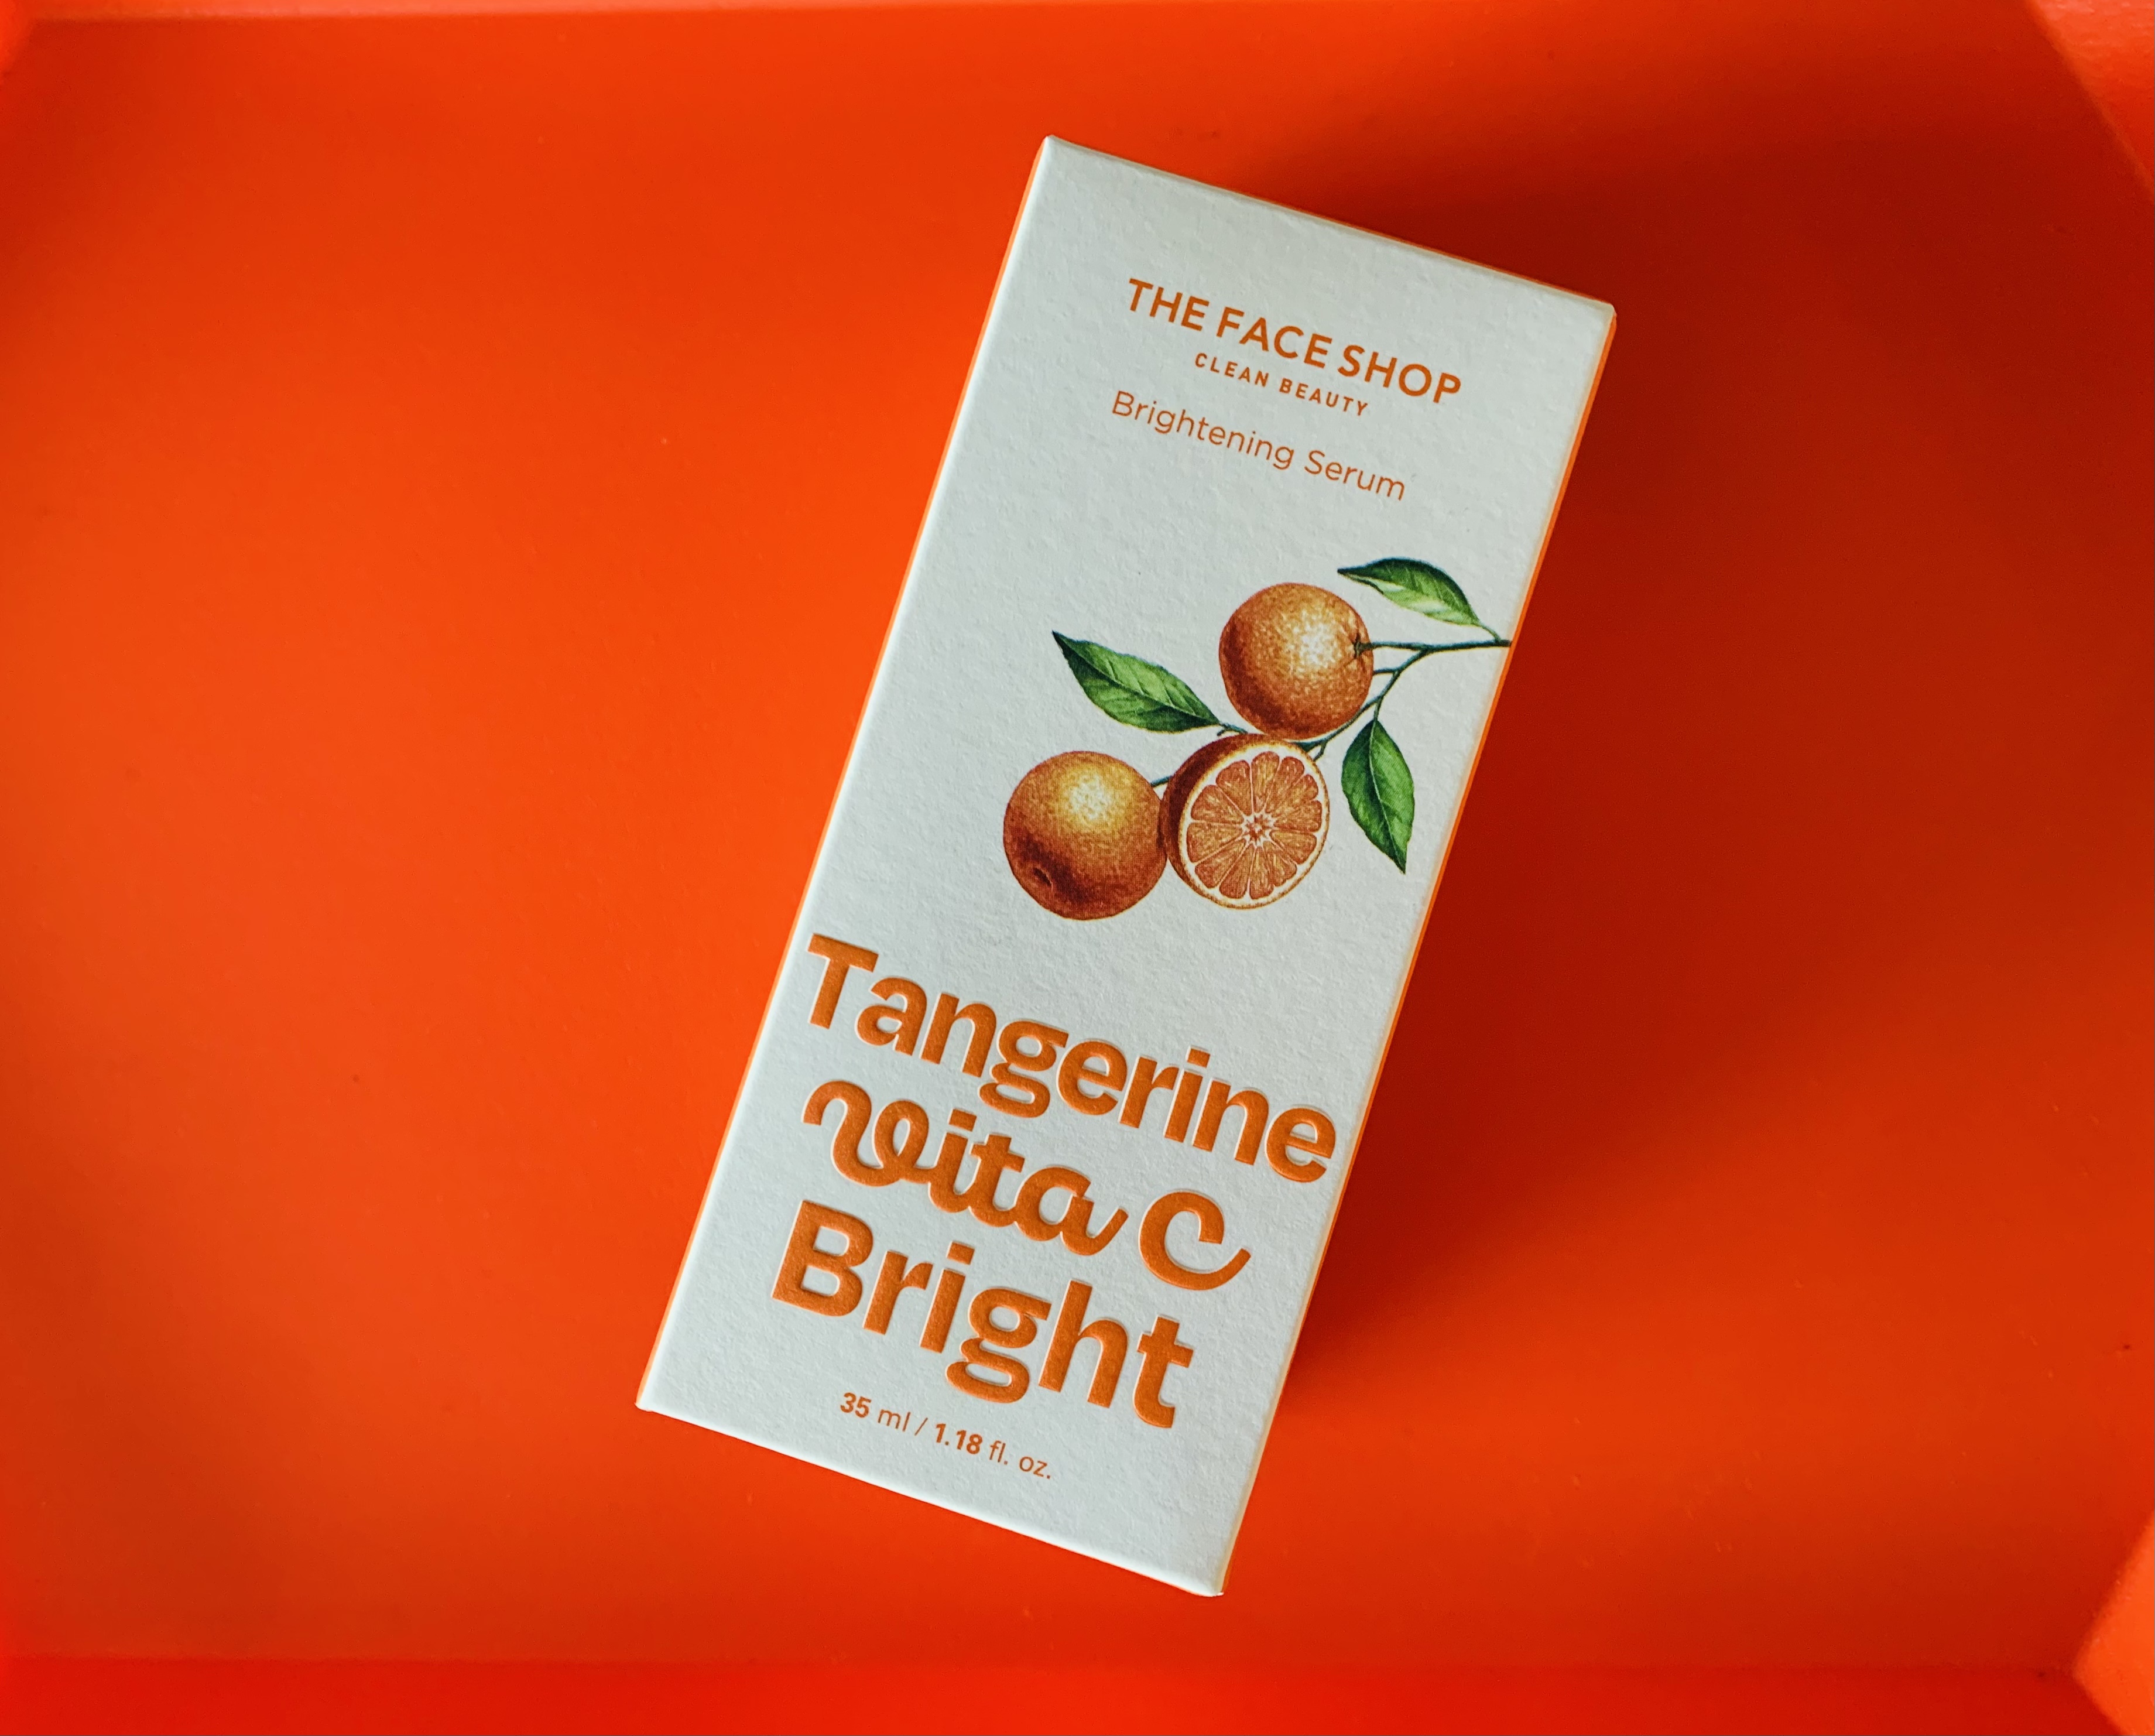 THE FACE SHOP
CLEAN BEAUTY
Brightening Serum
Tangerine
Vita C
Bright
35 ml / 1.18 fl. oz.